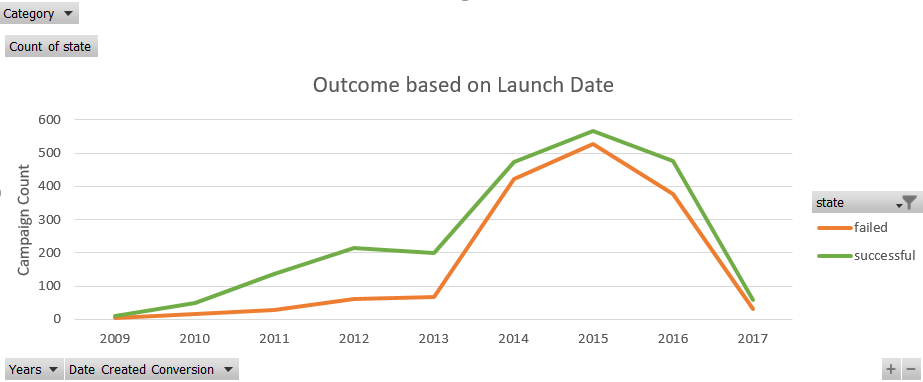 Category
Count of state
Outcome based on Launch Date
600
500
400
300
200
100
0
Campaign Count
2009 2010 2011 2012 2013 2014 2015 2016 2017
state
failed
successful
Years Date Created Conversion
+ −